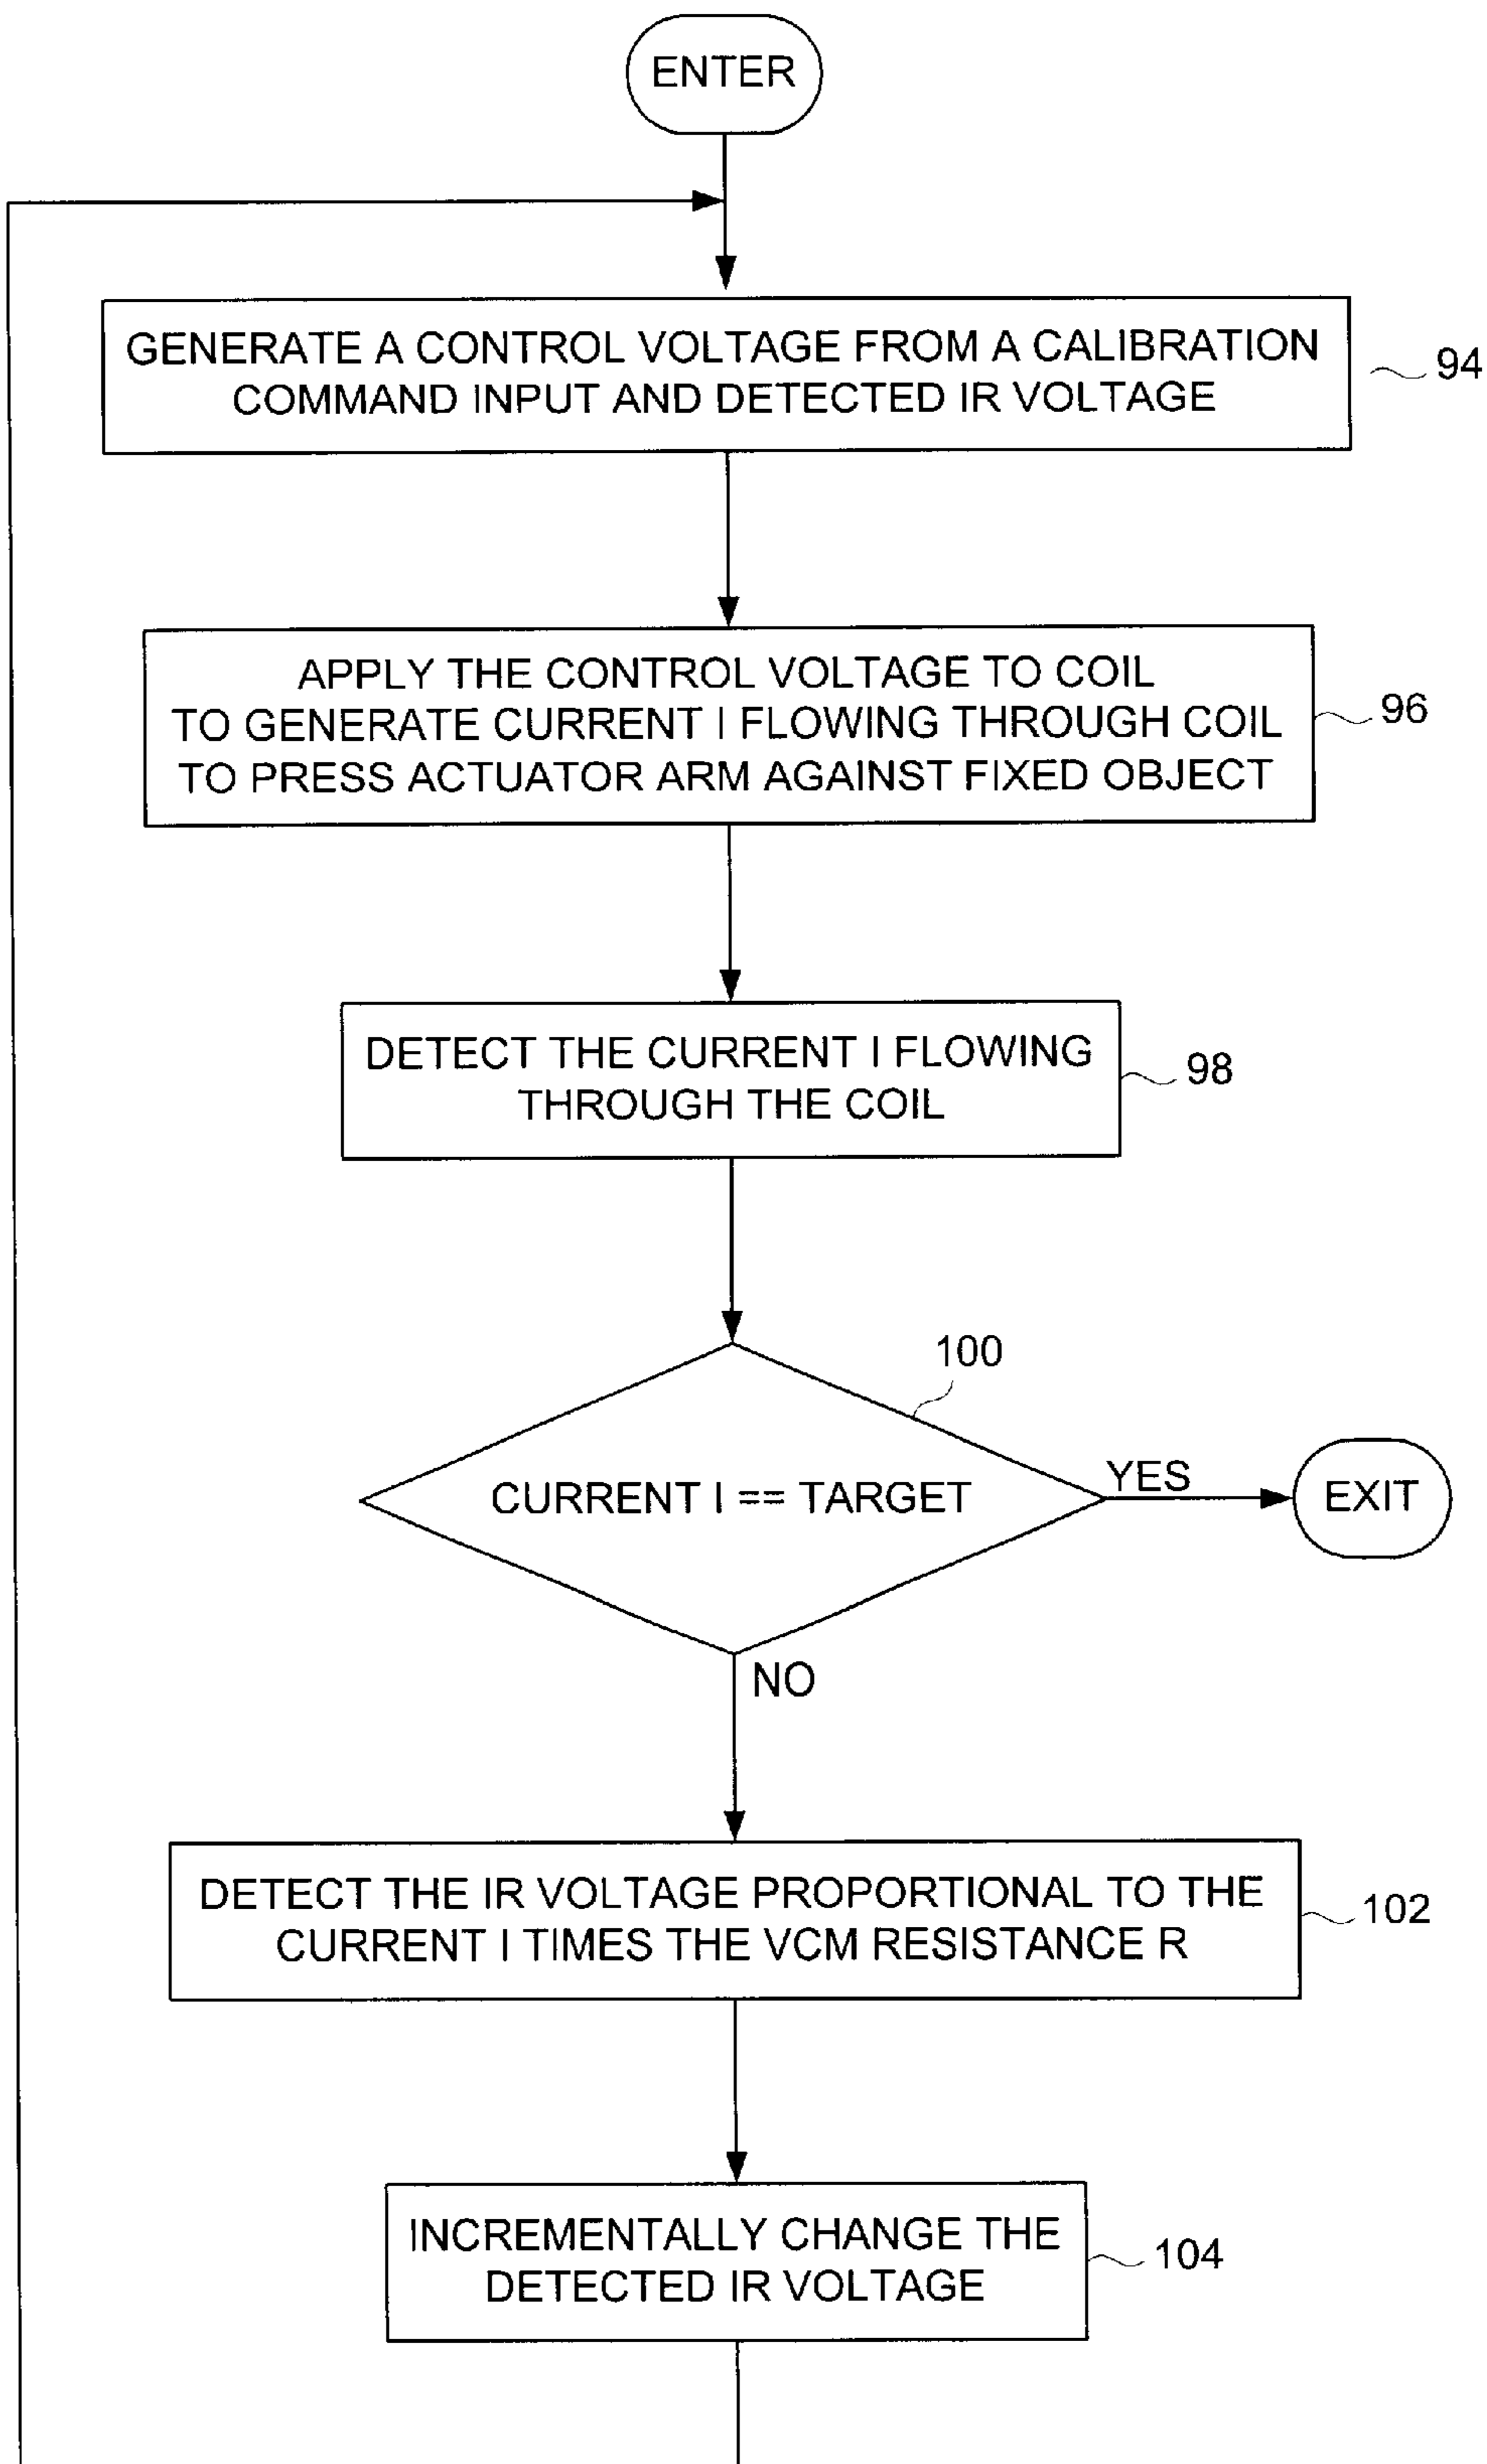 ENTER
GENERATE A CONTROL VOLTAGE FROM A CALIBRATION
COMMAND INPUT AND DETECTED IR VOLTAGE
94
APPLY THE CONTROL VOLTAGE TO COIL
TO GENERATE CURRENT I FLOWING THROUGH COIL
TO PRESS ACTUATOR ARM AGAINST FIXED OBJECT
96
DETECT THE CURRENT I FLOWING
THROUGH THE COIL
98
100
CURRENT I == TARGET
YES
EXIT
NO
DETECT THE IR VOLTAGE PROPORTIONAL TO THE
CURRENT I TIMES THE VCM RESISTANCE R
102
INCREMENTALLY CHANGE THE
DETECTED IR VOLTAGE
104